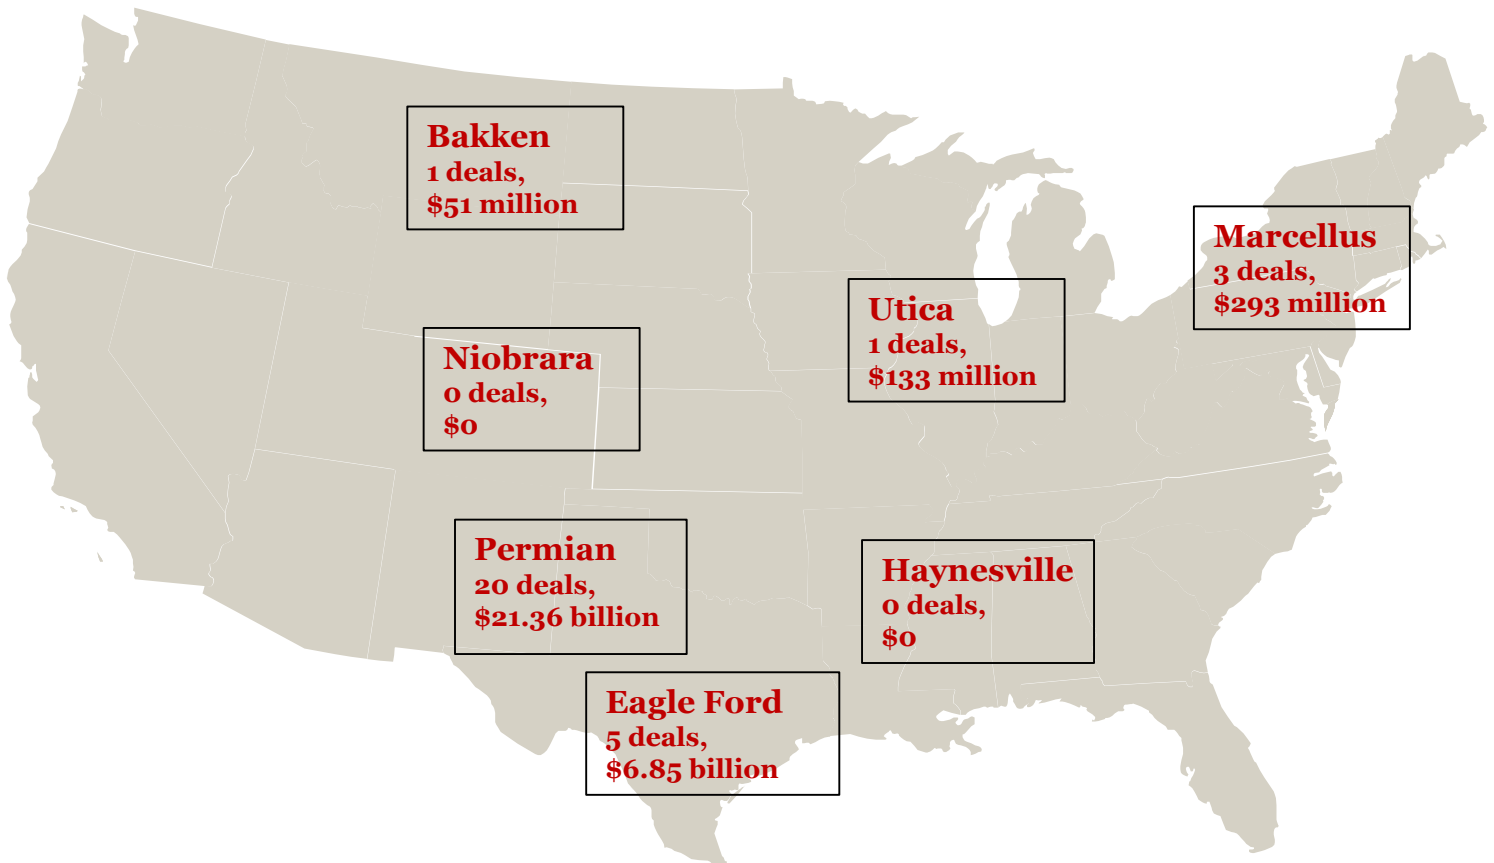 Bakken
1 deals,
$51 million
Marcellus
3 deals,
$293 million
Utica
1 deals,
$133 million
Niobrara
0 deals,
$0
Permian
20 deals,
$21.36 billion
Haynesville
0 deals,
$0
Eagle Ford
5 deals,
$6.85 billion